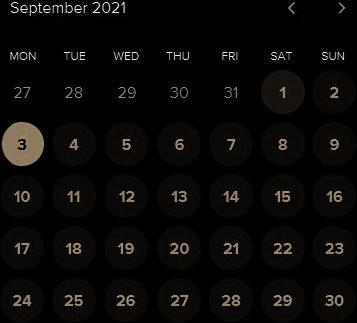 September 2021
MON TUE WED THU FRI SAT SUN
27 28 29 30 31 1 2
3 4 5 6 7 8 9
10 11 12 13 14 15 16
17 18 19 20 21 22 23
24 25 26 27 28 29 30